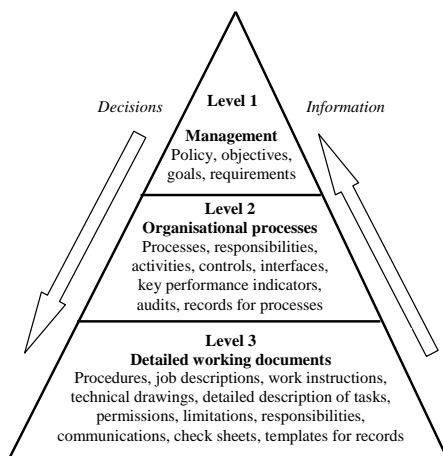 Decisions
Level 1
Information
Management
Policy, objectives,
goals, requirements
Level 2
Organisational processes
Processes, responsibilities,
activities, controls, interfaces,
key performance indicators,
audits, records for processes
Level 3
Detailed working documents
Procedures, job descriptions, work instructions,
technical drawings, detailed description of tasks,
permissions, limitations, responsibilities,
communications, check sheets, templates for records